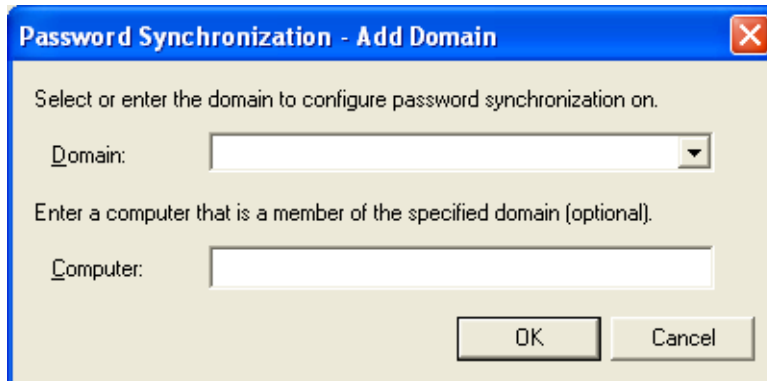 Password Synchronization - Add Domain
Select or enter the domain to configure password synchronization on.
Domain:
Enter a computer that is a member of the specified domain (optional).
Computer:
OK Cancel